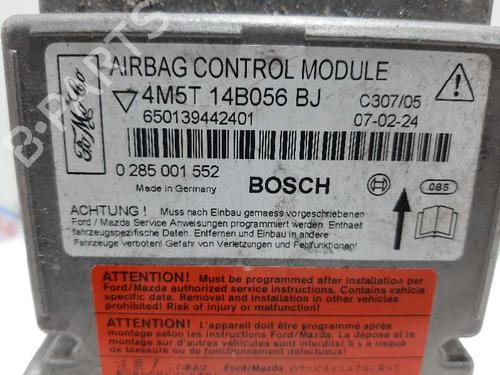 FoMoCo
AIRBAG CONTROL MODULE
4M5T 14B056 BJ
C307/05
650139442401
07-02-24
0 285 001 552
Made in Germany
BOSCH
085
ACHTUNG ! Muss nach Einbau gemaess vorgeschriebenen
Ford / Mazda Service Anweisungen programmiert werden. Enthaet
fahrzeugspezifische Daten. Entfernen und Einbau in andere
Fahrzeuge verboten! Gefahr von Verletzungen und Fehlfunktionen!
ATTENTION! Must be programmed after installation per
Ford/Mazda authorized service instructions. Contains vehicle
specific data. Removal and installation in other vehicles
prohibited! Risk of injury or malfunction!
ATTENTION! L'appareil doit être programmé après
montage selon les instructions Ford/Mazda. La dépose et le
montage sur d'autres véhicules sont interdits! Il y a risque
de blessure ou de fonctionnement défectueux!
Ford/Mazda